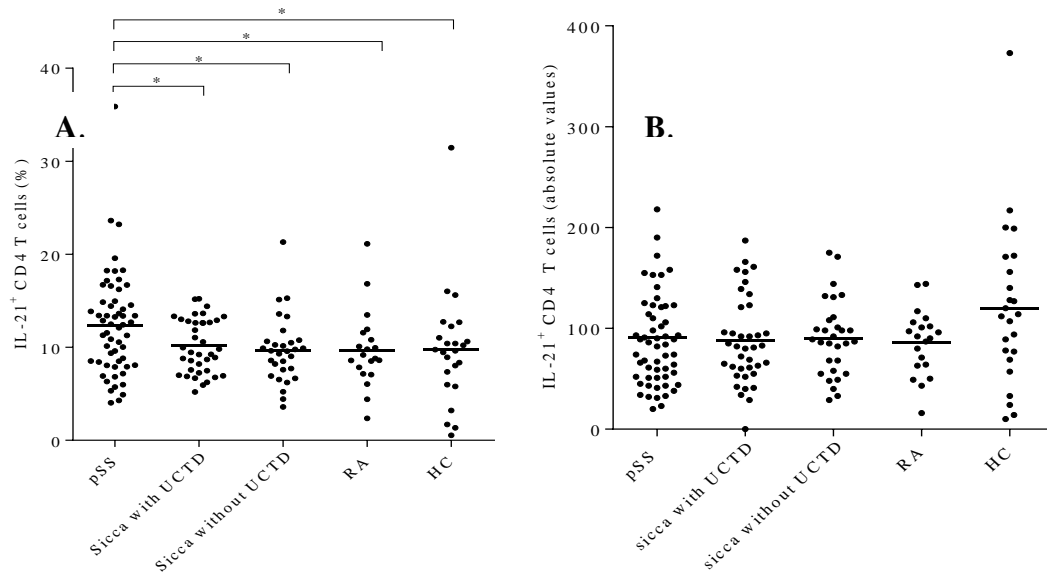 *
*
*
*
A.
IL-21+ CD4 T cells (%)
40
30
20
10
0
pSS
Sicca with UCTD
Sicca without UCTD
RA
HC
B.
IL-21+ CD4 T cells (absolute values)
400
300
200
100
0
pSS
sicca with UCTD
sicca without UCTD
RA
HC